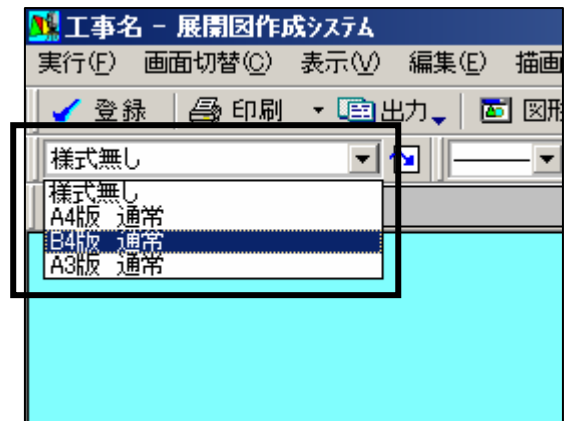 工事名 - 展開図作成システム
実行(F) 画面切替(C) 表示(V) 編集(E) 描画
登録 印刷 出力 図形
様式無し
様式無し
A4版 通常
B4版 通常
A3版 通常